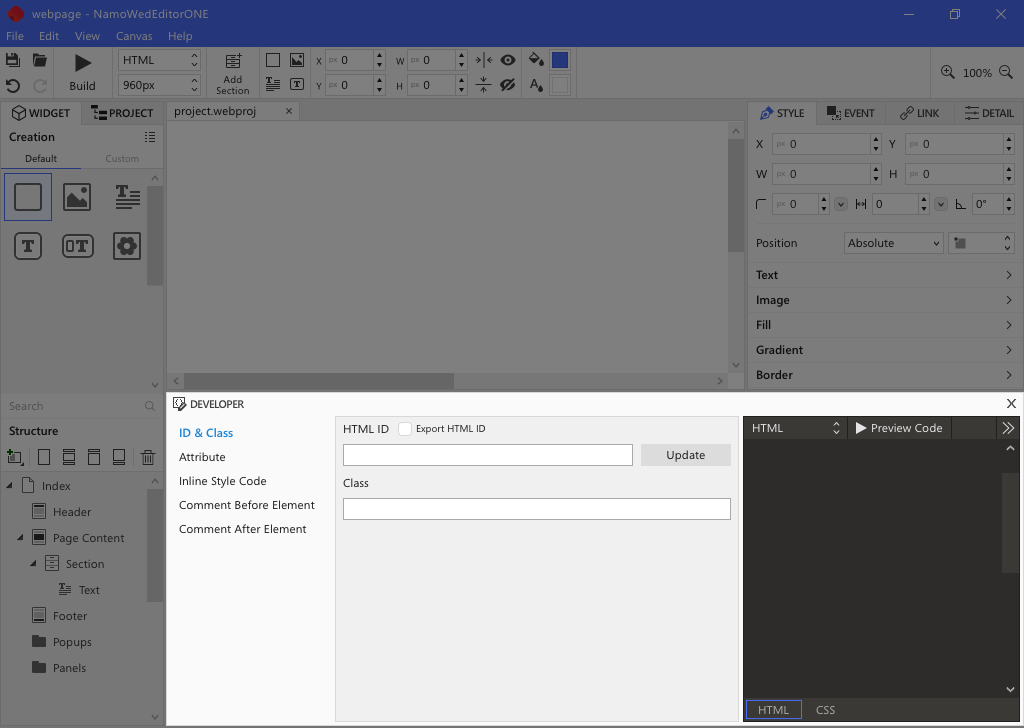 webpage - NamoWedEditorONE
File Edit View Canvas Help
HTML
960px
Build
Add
Section
X px 0
Y px 0
W px 0
H px 0
100%
WIDGET
PROJECT
project.webproj
Creation
Default
Custom
Search
Structure
Index
Header
Page Content
Section
Text
Footer
Popups
Panels
STYLE
EVENT
LINK
DETAIL
X px 0
Y px 0
W px 0
H px 0
px 0
0
0°
Position
Absolute
Text
Image
Fill
Gradient
Border
DEVELOPER
ID & Class
Attribute
Inline Style Code
Comment Before Element
Comment After Element
HTML ID
Export HTML ID
Update
Class
HTML
Preview Code
HTML
CSS